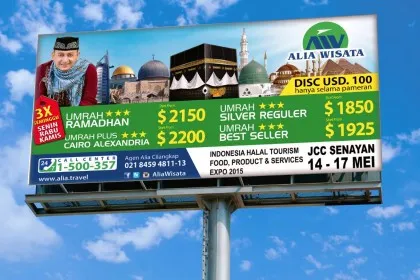 ALIA WISATA
DISC USD. 100
hanya selama pameran
3X
SEMINGGU
SENIN
RABU
KAMIS
UMRAH ★★★
RAMADHAN
$2150
UMRAH PLUS ★★★
CAIRO ALEXANDRIA
$2200
UMRAH ★★★
SILVER REGULER
$1850
UMRAH ★★★
BEST SELLER
$1925
24 CALL CENTER
1-500-357
www.alia.travel
Agen Alia Cilangkap
021 8459 4811-13
AliaWisata
INDONESIA HALAL TOURISM
FOOD, PRODUCT & SERVICES
EXPO 2015
JCC SENAYAN
14 - 17 MEI